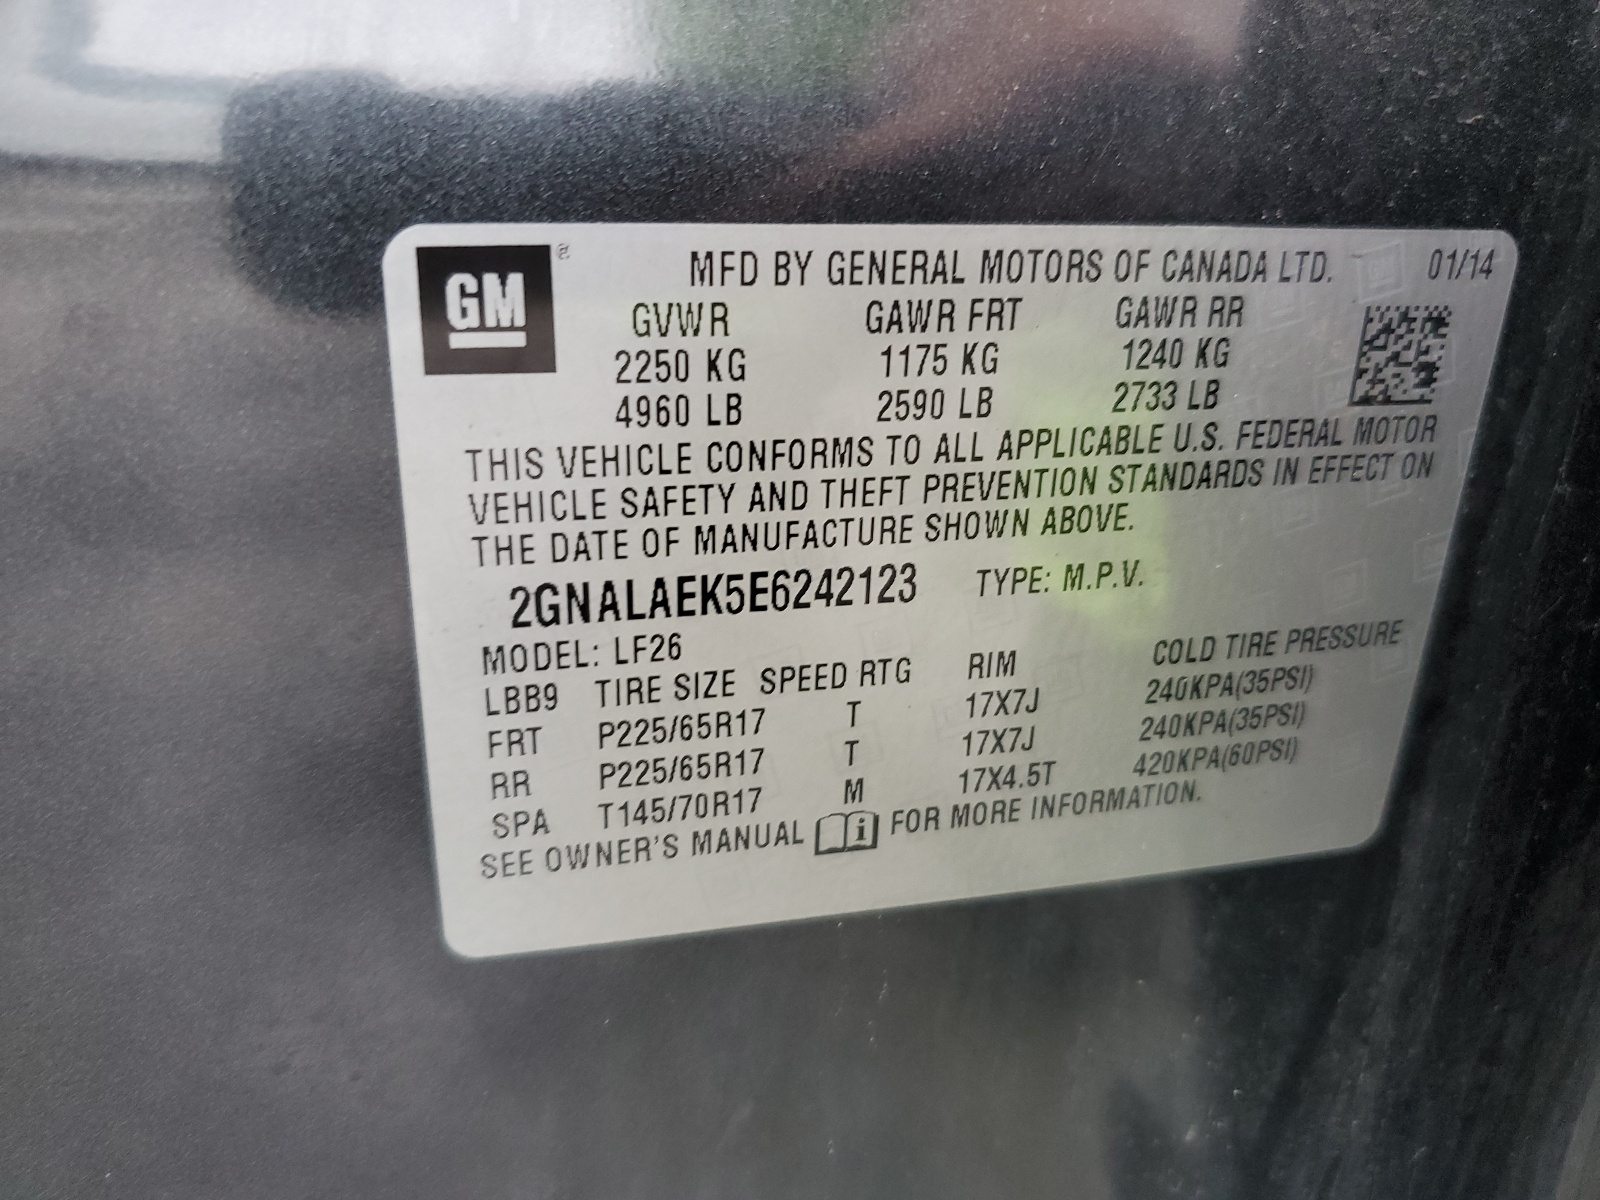 GM ® MFD BY GENERAL MOTORS OF CANADA LTD. 01/14
GVWR GAWR FRT GAWR RR
2250 KG 1175 KG 1240 KG
4960 LB 2590 LB 2733 LB
THIS VEHICLE CONFORMS TO ALL APPLICABLE U.S. FEDERAL MOTOR
VEHICLE SAFETY AND THEFT PREVENTION STANDARDS IN EFFECT ON
THE DATE OF MANUFACTURE SHOWN ABOVE.
2GNALAEK5E6242123 TYPE: M.P.V.
MODEL: LF26
LBB9 TIRE SIZE SPEED RTG RIM COLD TIRE PRESSURE
FRT P225/65R17 T 17X7J 240KPA(35PSI)
RR P225/65R17 T 17X7J 240KPA(35PSI)
SPA T145/70R17 M 17X4.5T 420KPA(60PSI)
SEE OWNER'S MANUAL i FOR MORE INFORMATION.